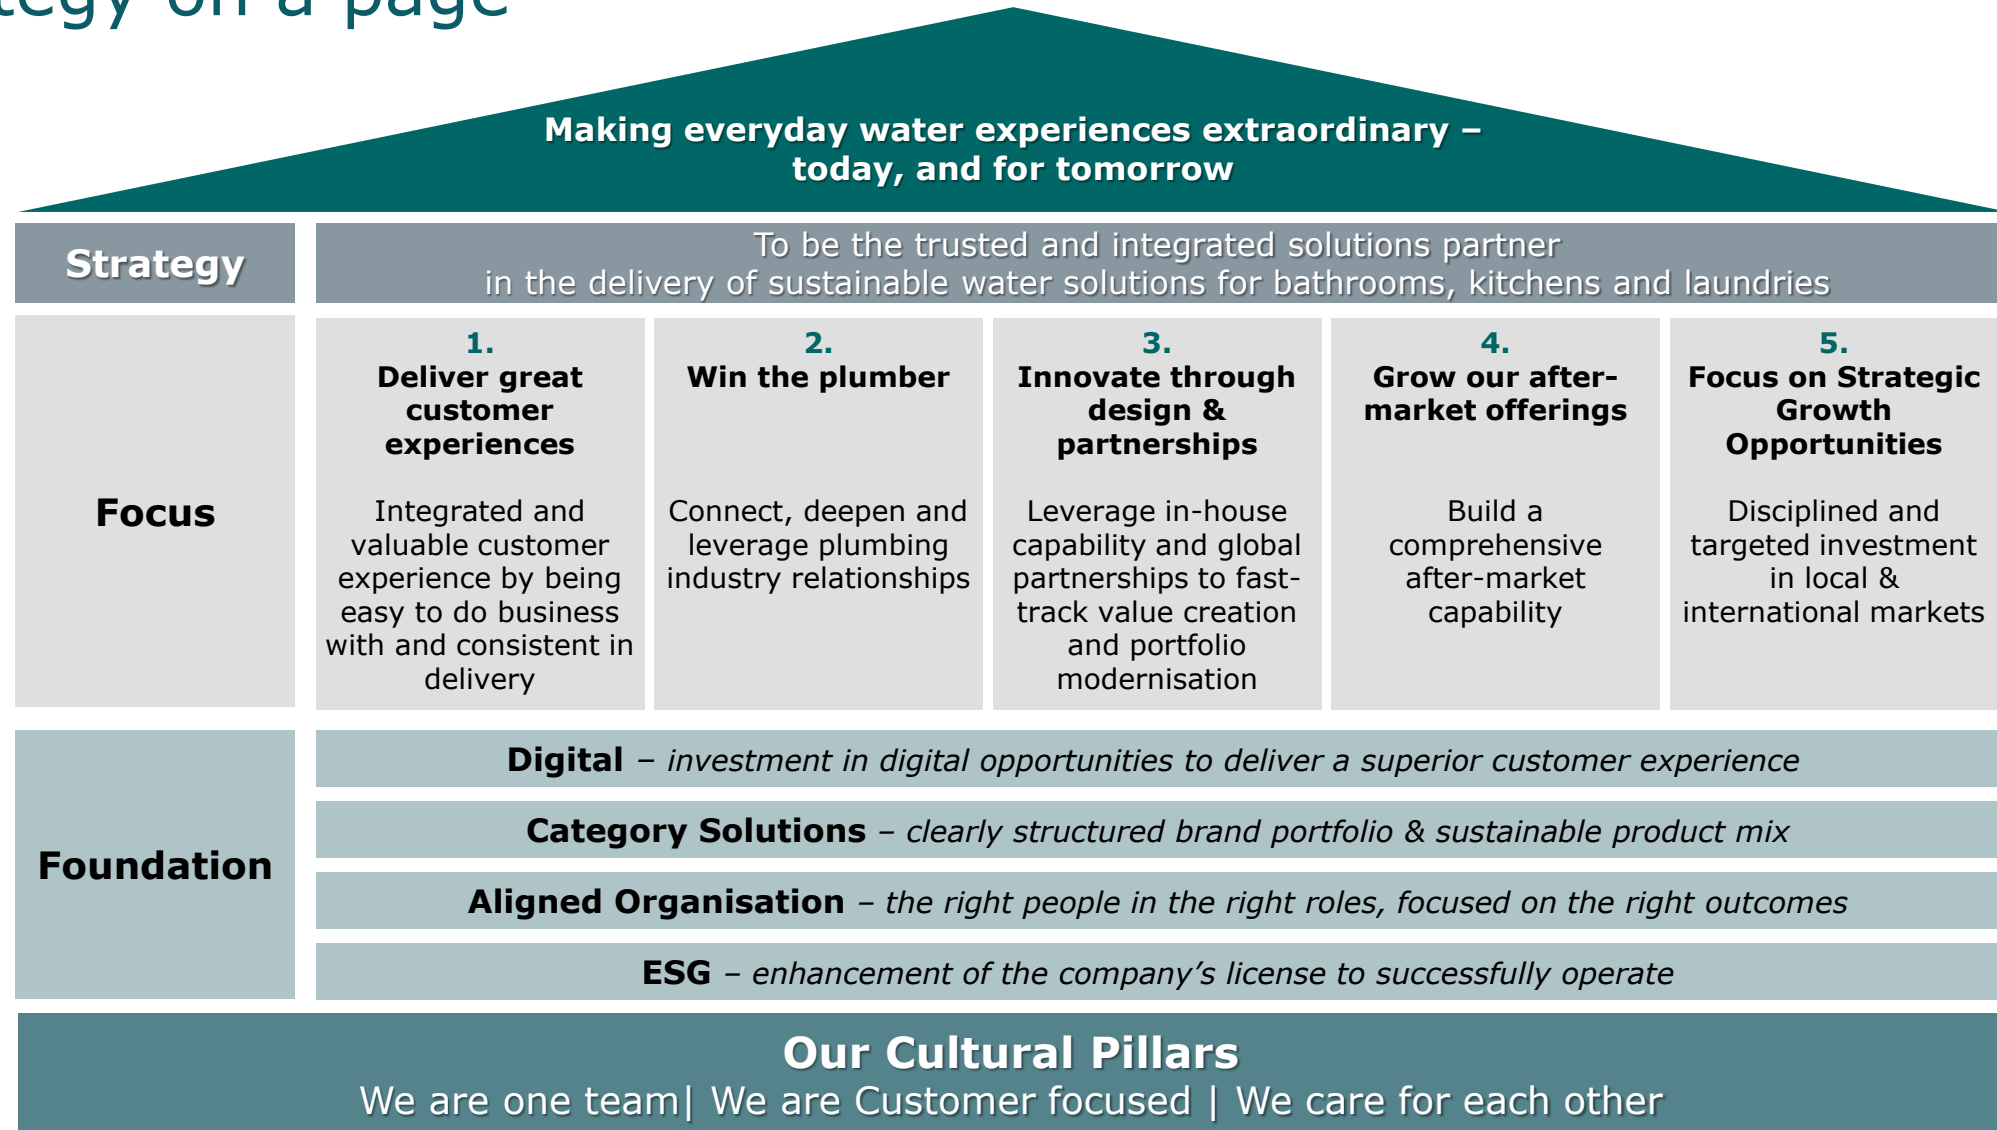 tegy on a page
Making everyday water experiences extraordinary –
today, and for tomorrow
Strategy
To be the trusted and integrated solutions partner
in the delivery of sustainable water solutions for bathrooms, kitchens and laundries
Focus
1.
Deliver great
customer
experiences
Integrated and
valuable customer
experience by being
easy to do business
with and consistent in
delivery
2.
Win the plumber
Connect, deepen and
leverage plumbing
industry relationships
3.
Innovate through
design &
partnerships
Leverage in-house
capability and global
partnerships to fast-
track value creation
and portfolio
modernisation
4.
Grow our after-
market offerings
Build a
comprehensive
after-market
capability
5.
Focus on Strategic
Growth
Opportunities
Disciplined and
targeted investment
in local &
international markets
Foundation
Digital – investment in digital opportunities to deliver a superior customer experience
Category Solutions – clearly structured brand portfolio & sustainable product mix
Aligned Organisation – the right people in the right roles, focused on the right outcomes
ESG – enhancement of the company’s license to successfully operate
Our Cultural Pillars
We are one team| We are Customer focused | We care for each other